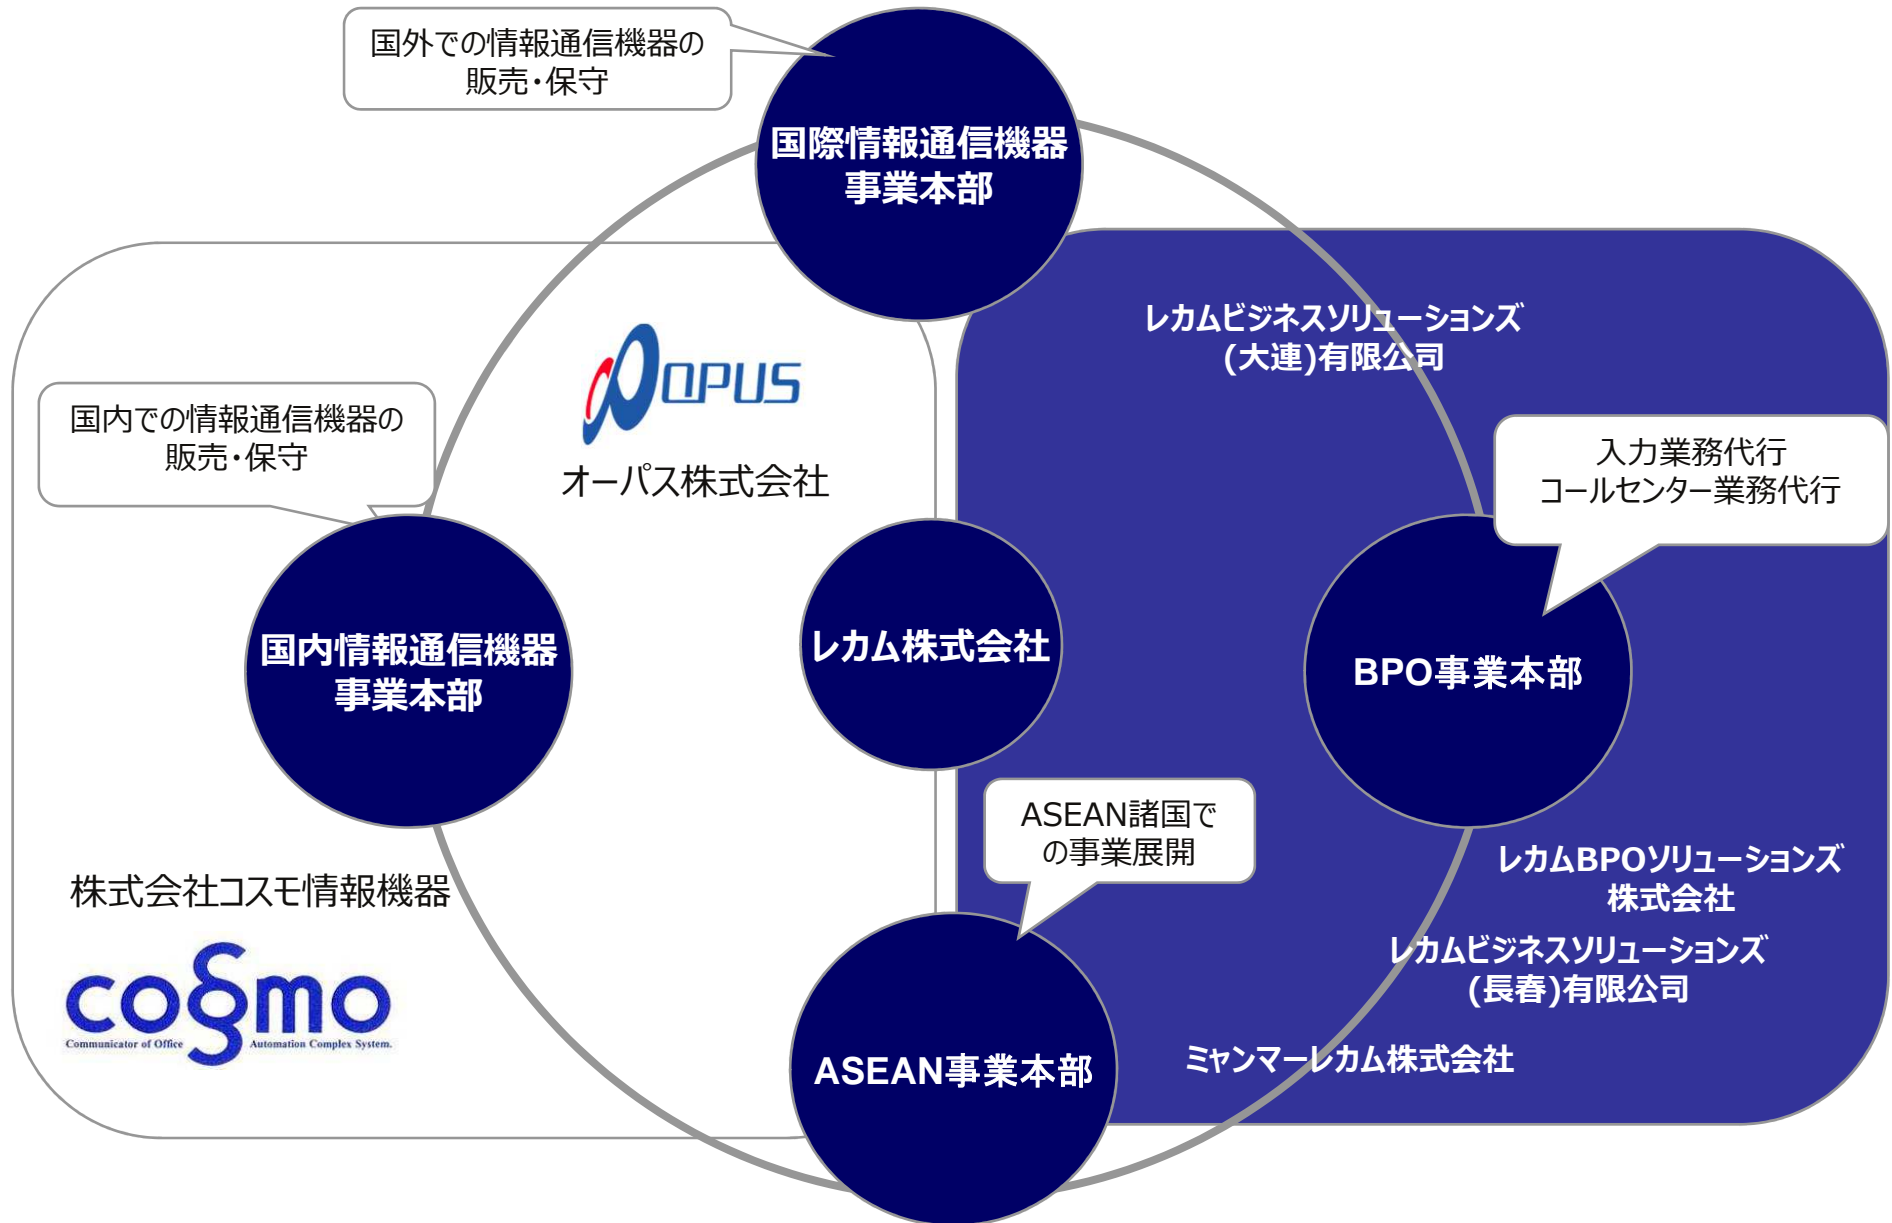 国外での情報通信機器の
販売・保守
国際情報通信機器
事業本部
レカムビジネスソリューションズ
(大連)有限公司
OPUS
オーパス株式会社
国内での情報通信機器の
販売・保守
入力業務代行
コールセンター業務代行
国内情報通信機器
事業本部
レカム株式会社
BPO事業本部
ASEAN諸国で
の事業展開
レカムBPOソリューションズ
株式会社
株式会社コスモ情報機器
レカムビジネスソリューションズ
(長春)有限公司
cosmo
Communicator of Office Automation Complex System.
ミャンマーレカム株式会社
ASEAN事業本部